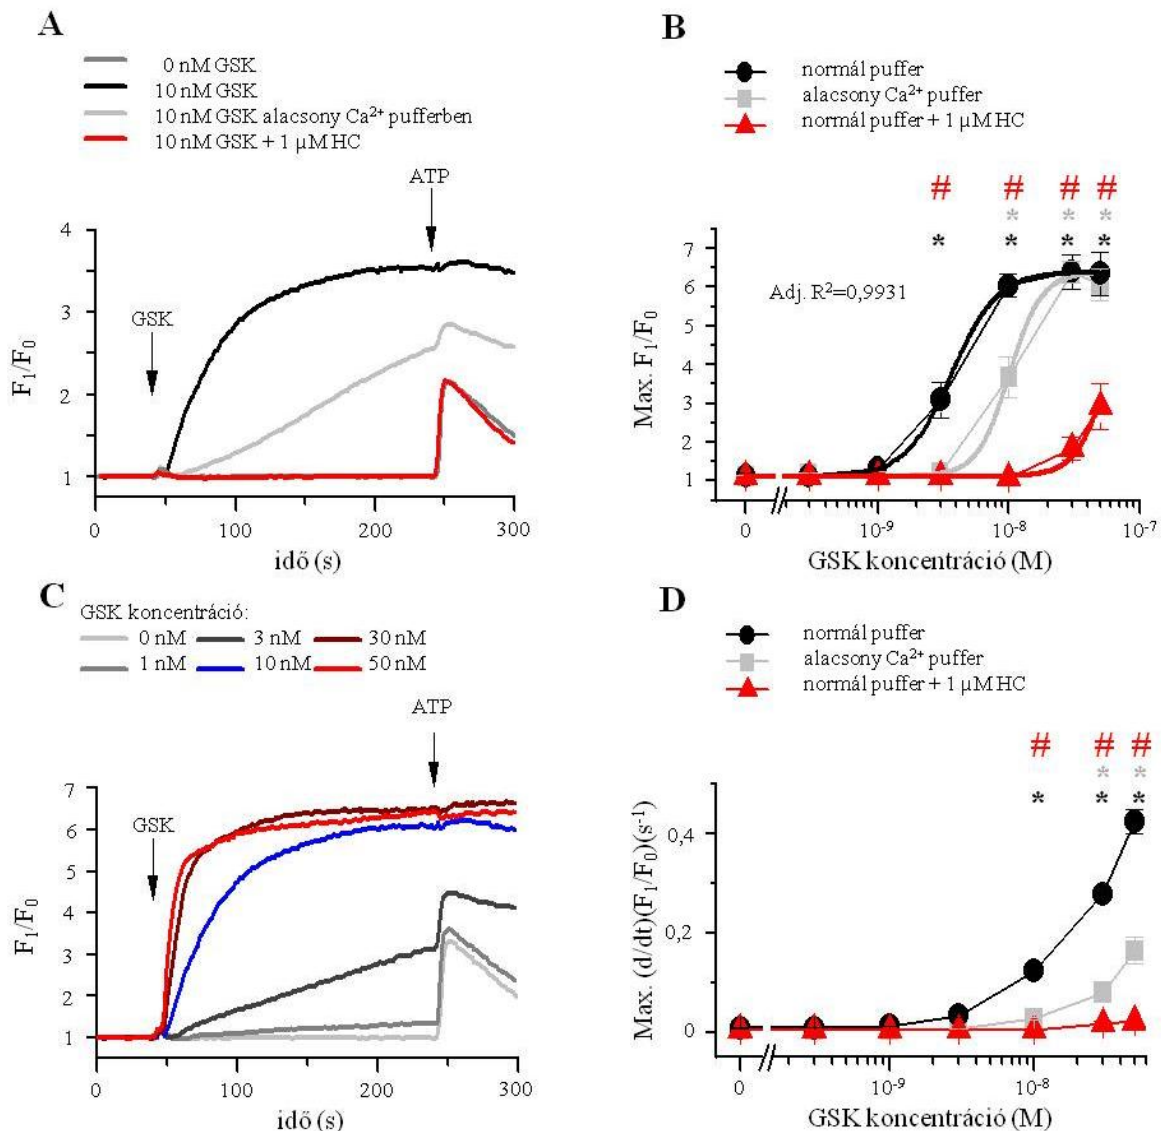 A
0 nM GSK
10 nM GSK
10 nM GSK alacsony Ca²⁺ pufferben
10 nM GSK + 1 µM HC
ATP
GSK
4
3
2
1
F₁/F₀
0
100
200
300
idő (s)
B
normál puffer
alacsony Ca²⁺ puffer
normál puffer + 1 µM HC
# # # #
* * *
* * * *
Adj. R²=0,9931
7
6
5
4
3
2
1
Max. F₁/F₀
0
10⁻⁹
10⁻⁸
10⁻⁷
GSK koncentráció (M)
C
GSK koncentráció:
0 nM
3 nM
30 nM
1 nM
10 nM
50 nM
ATP
GSK
7
6
5
4
3
2
1
F₁/F₀
0
100
200
300
idő (s)
D
normál puffer
alacsony Ca²⁺ puffer
normál puffer + 1 µM HC
# # #
* *
* * *
0,4
0,2
0
Max. (d/dt)(F₁/F₀)(s⁻¹)
0
10⁻⁹
10⁻⁸
GSK koncentráció (M)